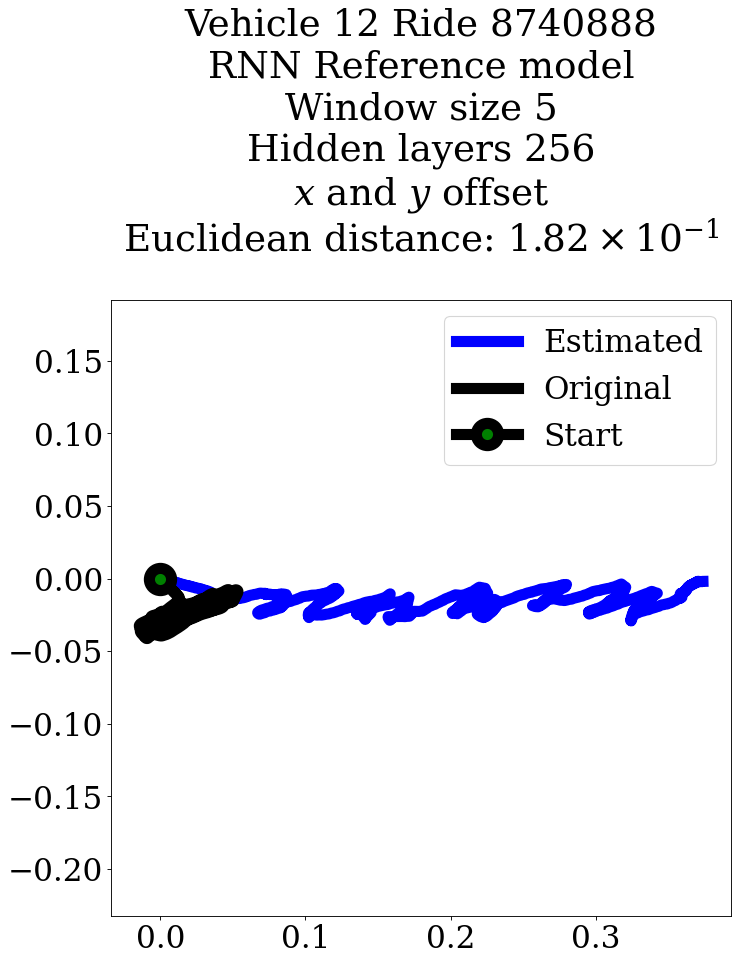 Vehicle 12 Ride 8740888
RNN Reference model
Window size 5
Hidden layers 256
x and y offset
Euclidean distance: 1.82 × 10⁻¹
Estimated
Original
Start
0.15
0.10
0.05
0.00
−0.05
−0.10
−0.15
−0.20
0.0 0.1 0.2 0.3